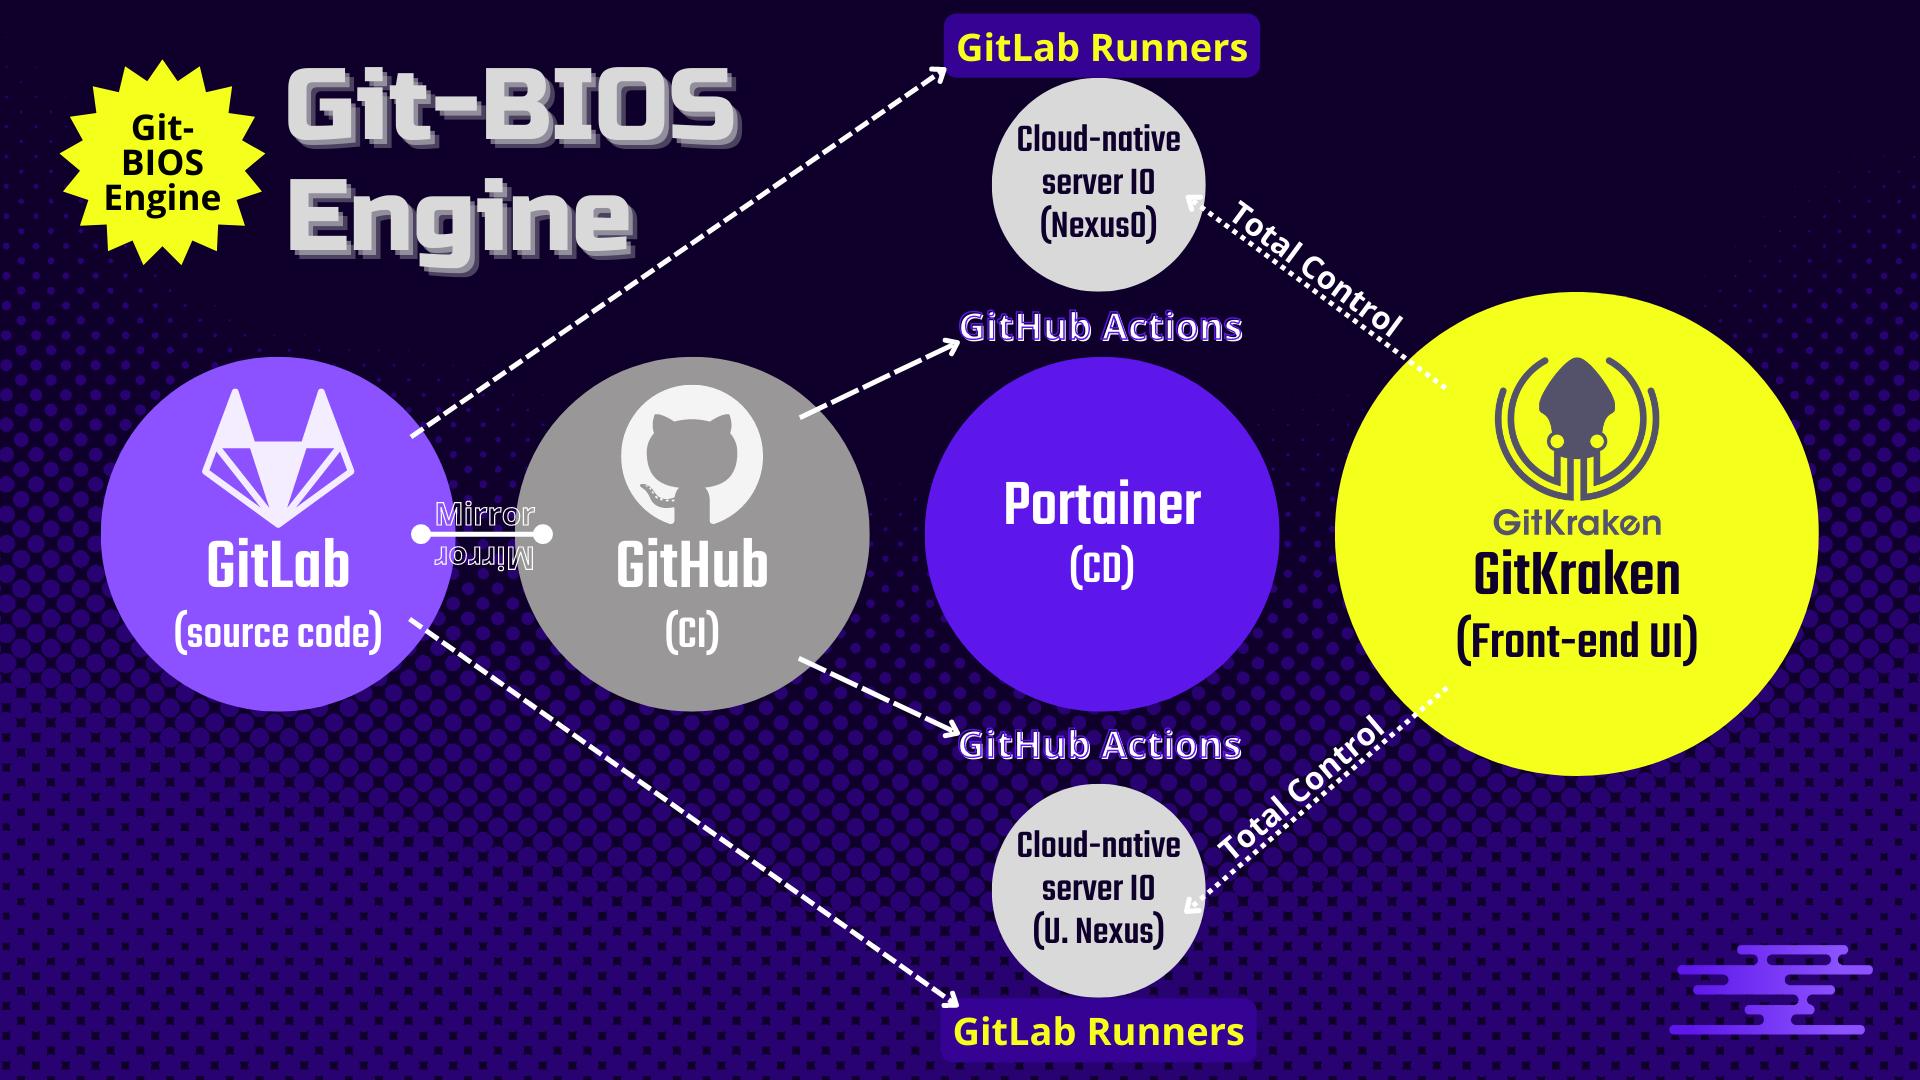 Git-
BIOS
Engine
Git-BIOS
Engine
GitLab Runners
Cloud-native
server IO
(Nexus0)
Total Control
GitHub Actions
GitLab
(source code)
Mirror
Mirror
GitHub
(CI)
Portainer
(CD)
GitKraken
GitKraken
(Front-end UI)
GitHub Actions
Total Control
Cloud-native
server IO
(U. Nexus)
GitLab Runners